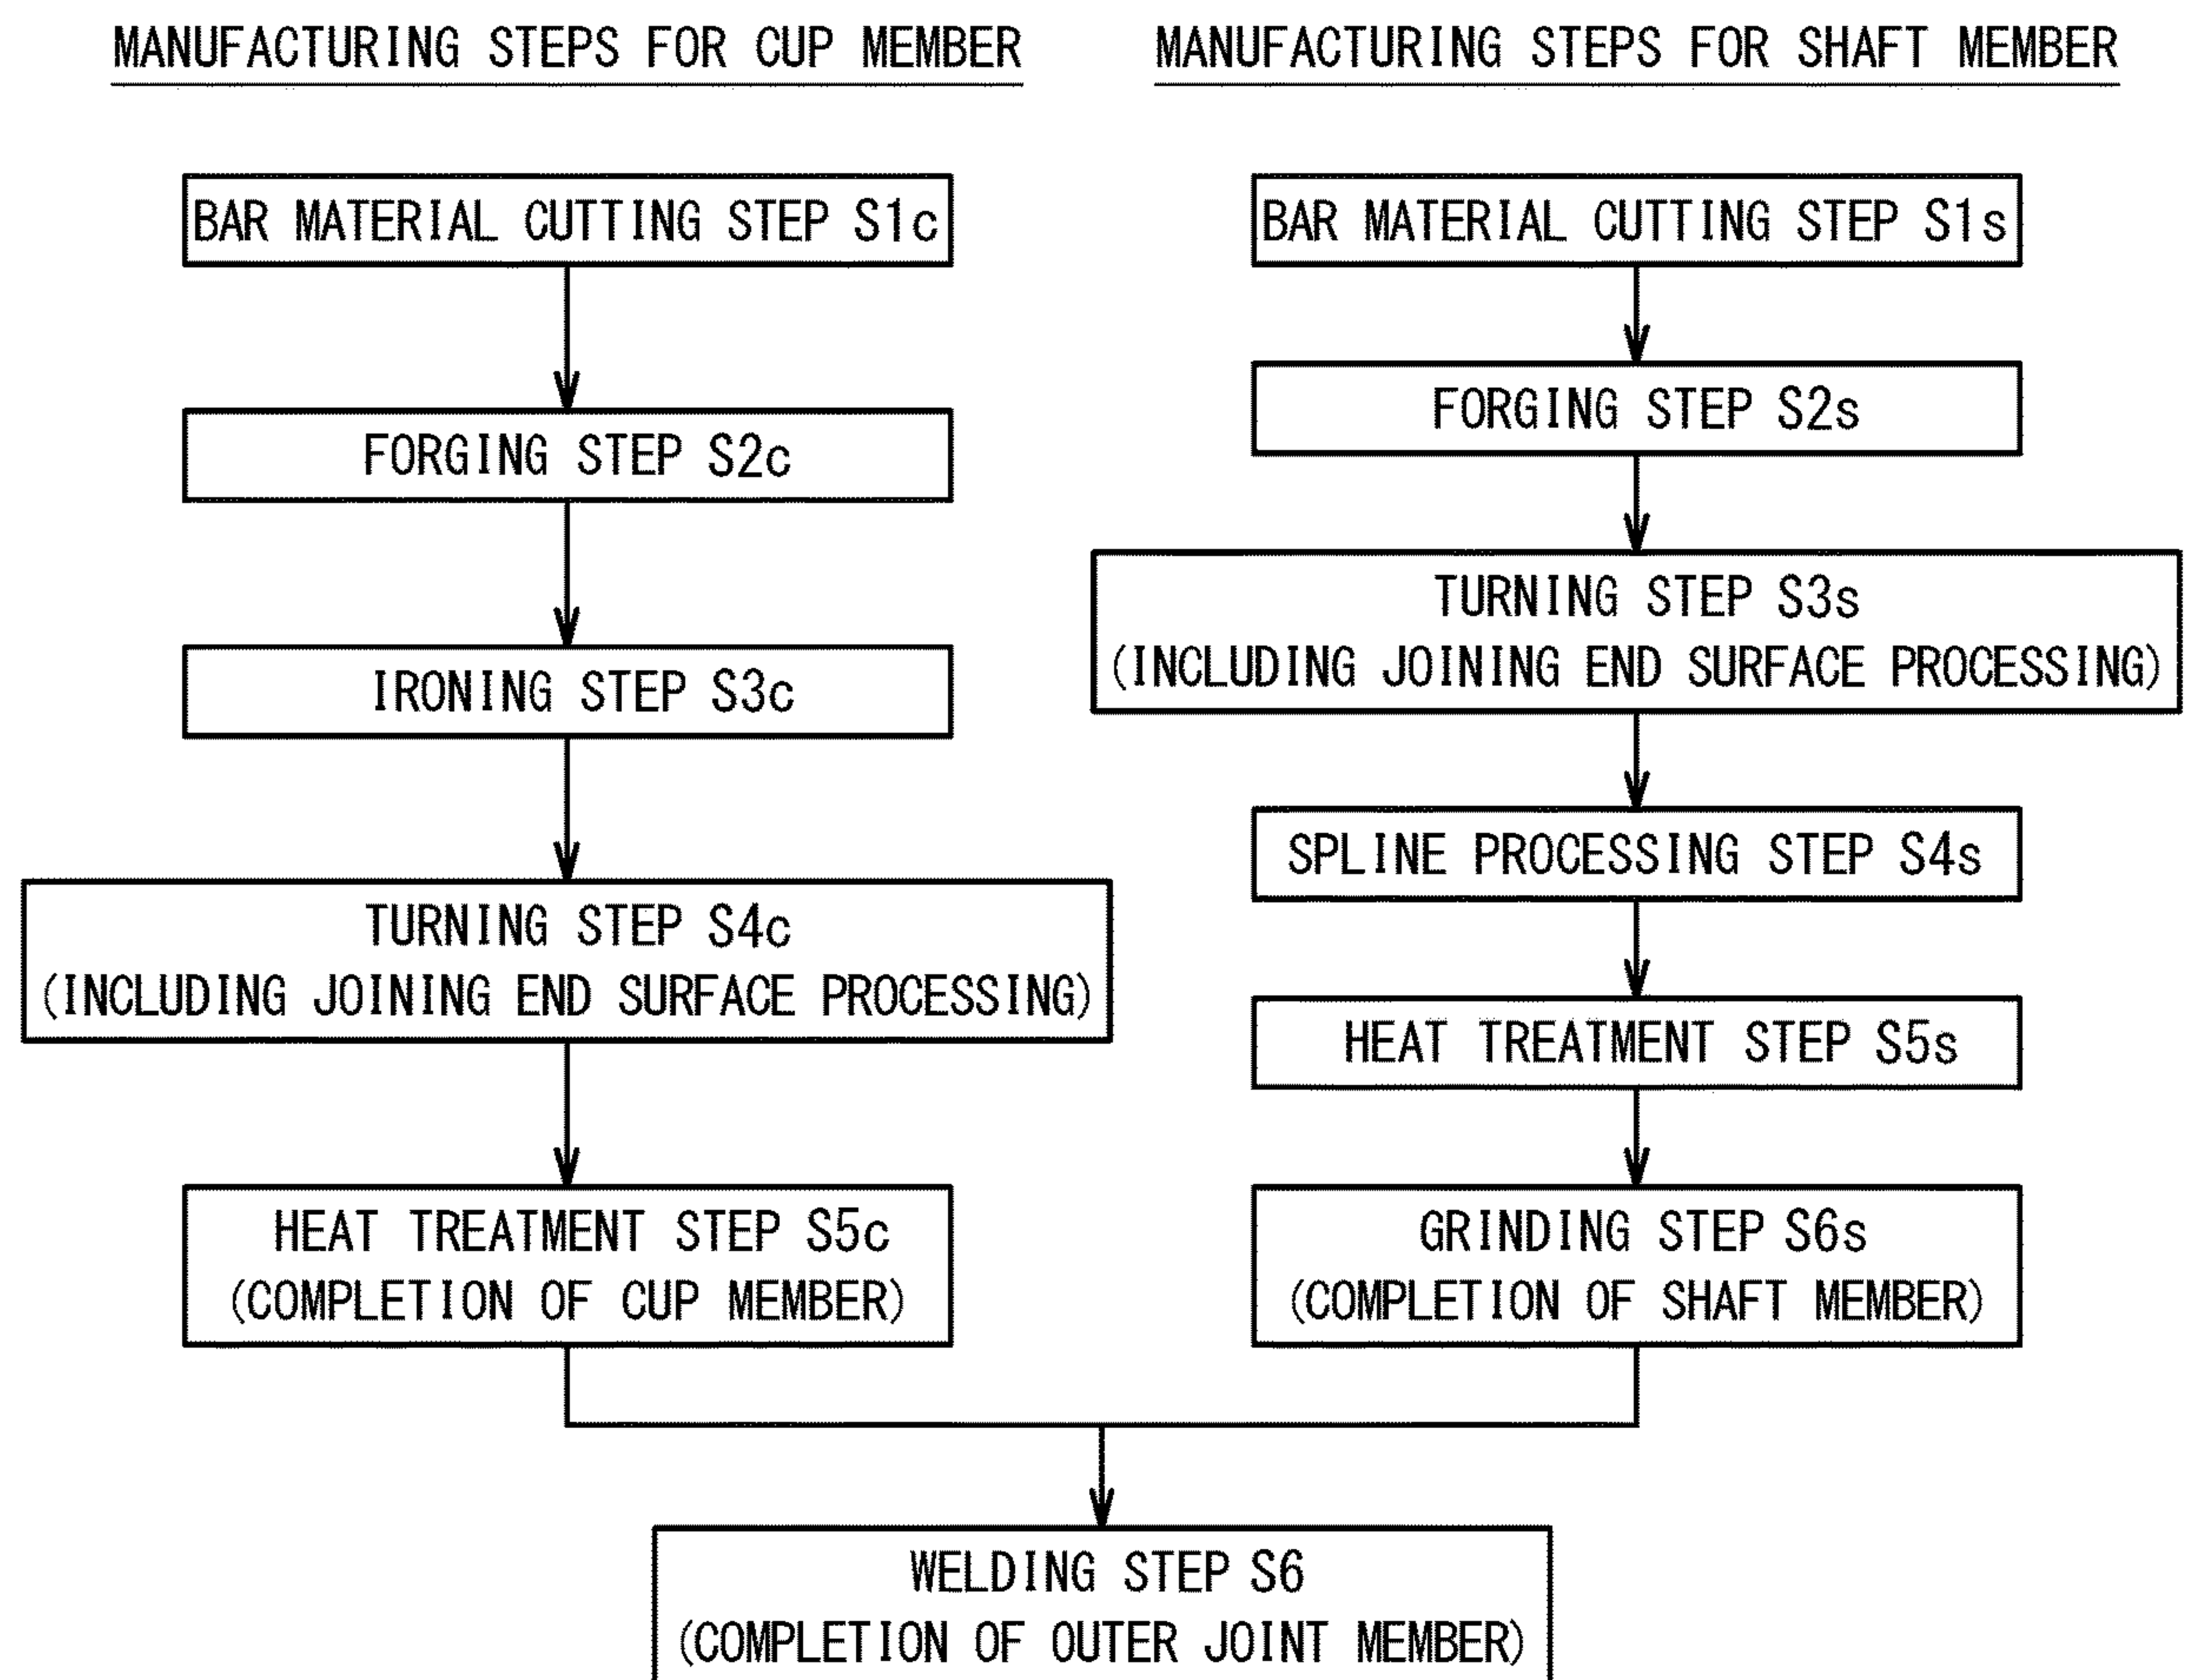 MANUFACTURING STEPS FOR CUP MEMBER
BAR MATERIAL CUTTING STEP S1c
FORGING STEP S2c
IRONING STEP S3c
TURNING STEP S4c
(INCLUDING JOINING END SURFACE PROCESSING)
HEAT TREATMENT STEP S5c
(COMPLETION OF CUP MEMBER)
MANUFACTURING STEPS FOR SHAFT MEMBER
BAR MATERIAL CUTTING STEP S1s
FORGING STEP S2s
TURNING STEP S3s
(INCLUDING JOINING END SURFACE PROCESSING)
SPLINE PROCESSING STEP S4s
HEAT TREATMENT STEP S5s
GRINDING STEP S6s
(COMPLETION OF SHAFT MEMBER)
WELDING STEP S6
(COMPLETION OF OUTER JOINT MEMBER)